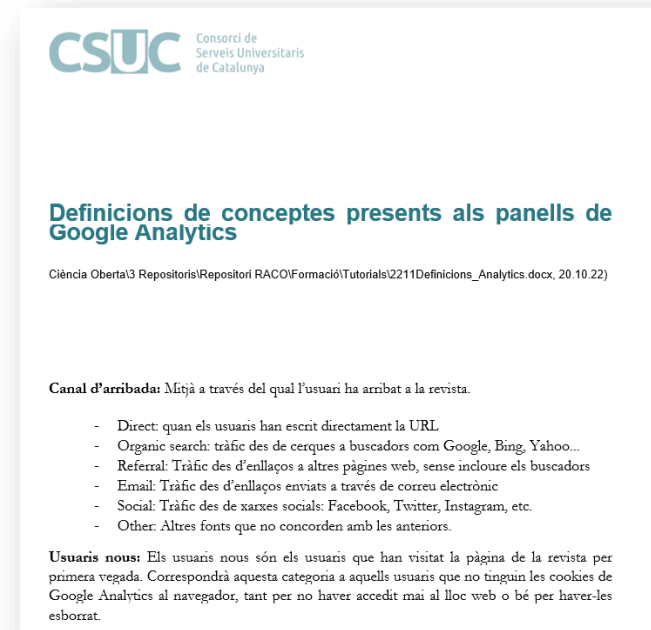 CSUC
Consorci de
Serveis Universitaris
de Catalunya
Definicions de conceptes presents als panells de
Google Analytics
Ciència Oberta\3 Repositoris\Repositori RACO\Formació\Tutorials\2211Definicions_Analytics.docx, 20.10.22)
Canal d’arribada: Mitjà a través del qual l’usuari ha arribat a la revista.
- Direct: quan els usuaris han escrit directament la URL
- Organic search: tràfic des de cerques a buscadors com Google, Bing, Yahoo...
- Referral: Tràfic des d’enllaços a altres pàgines web, sense incloure els buscadors
- Email: Tràfic des d’enllaços enviats a través de correu electrònic
- Social: Tràfic des de xarxes socials: Facebook, Twitter, Instagram, etc.
- Other: Altres fonts que no concorden amb les anteriors.
Usuaris nous: Els usuaris nous són els usuaris que han visitat la pàgina de la revista per
primera vegada. Correspondrà aquesta categoria a aquells usuaris que no tinguin les cookies de
Google Analytics al navegador, tant per no haver accedit mai al lloc web o bé per haver-les
esborrat.